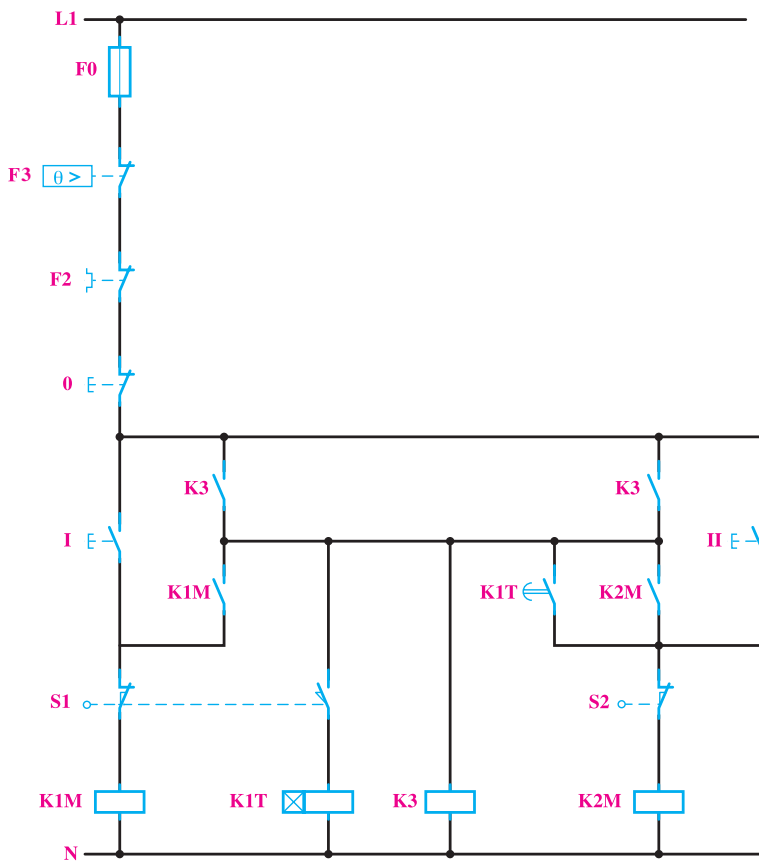 L1
F0
F3 θ >
F2
0
K3 K3
I II
K1M K1T K2M
S1 S2
K1M K1T K3 K2M
N